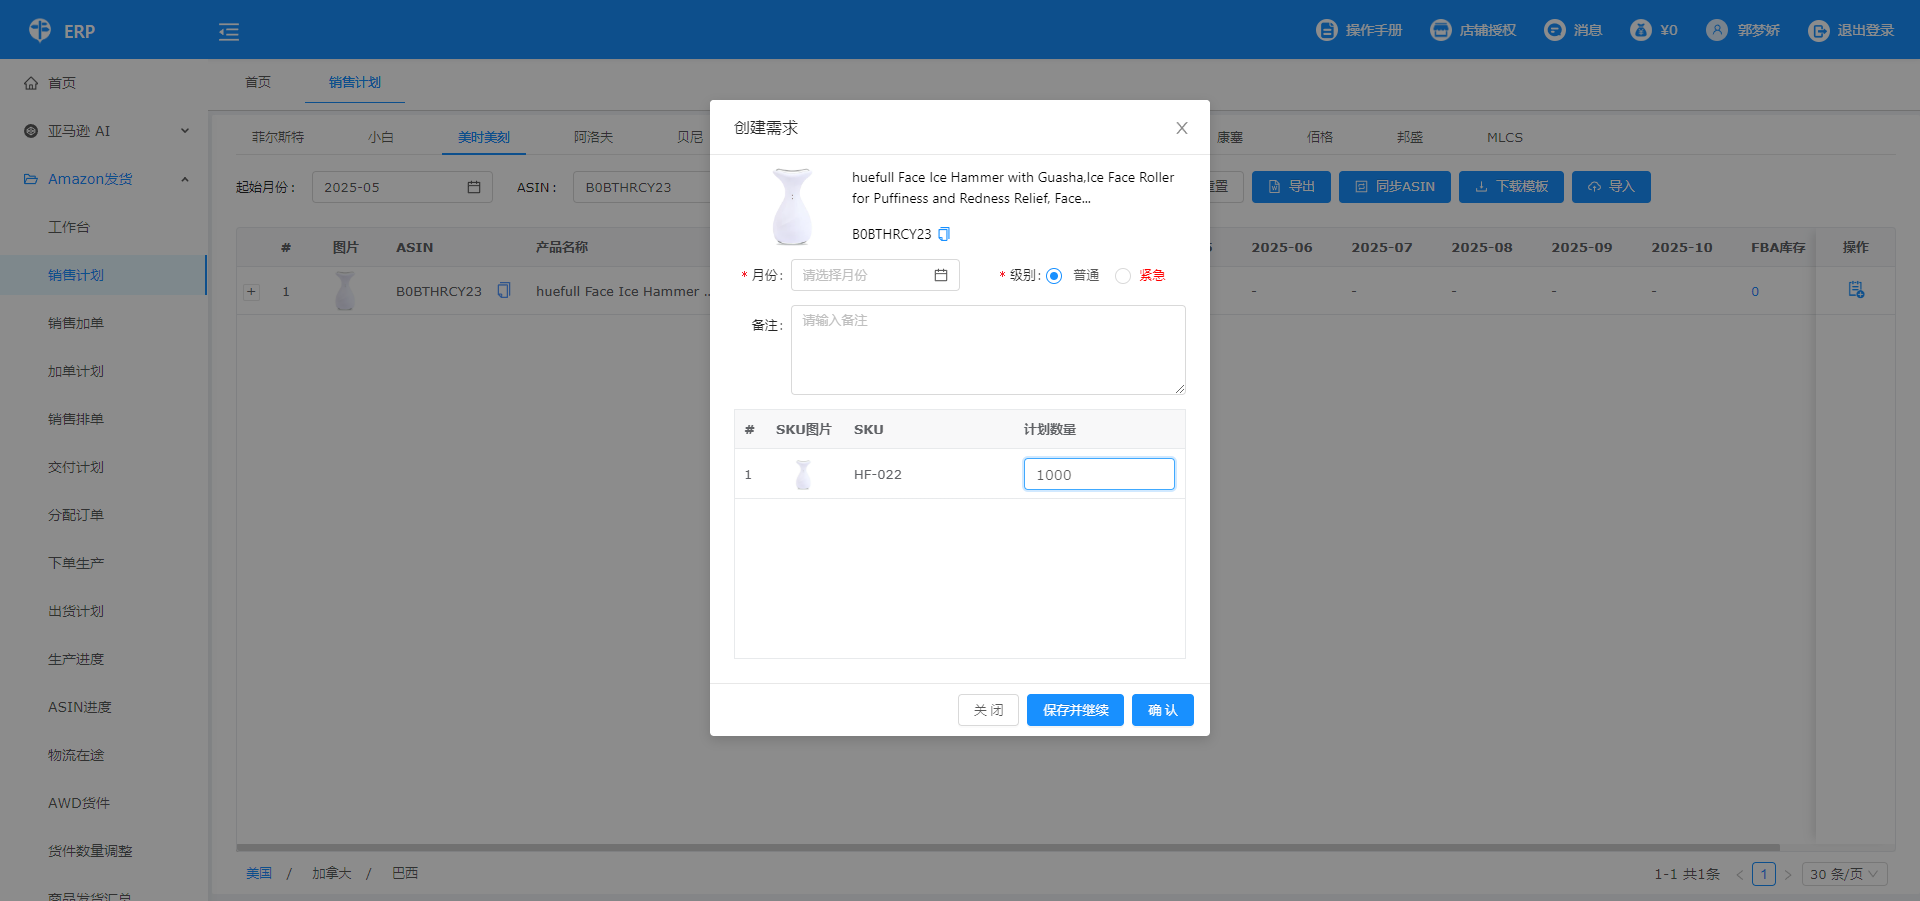 ERP
操作手册
店铺授权
消息
¥0
郭梦娇
退出登录
首页
亚马逊 AI
Amazon发货
工作台
销售计划
销售加单
加单计划
销售排单
交付计划
分配订单
下单生产
出货计划
生产进度
ASIN进度
物流在途
AWD货件
货件数量调整
商品发货汇总
首页
销售计划
菲尔斯特
小白
美时美刻
阿洛夫
贝尼
康塞
佰格
邦盛
MLCS
起始月份 :
2025-05
ASIN :
B0BTHRCY23
导出
同步ASIN
下载模板
导入
#
图片
ASIN
产品名称
2025-06
2025-07
2025-08
2025-09
2025-10
FBA库存
操作
+
1
B0BTHRCY23
huefull Face Ice Hammer ...
-
-
-
-
-
0
创建需求
huefull Face Ice Hammer with Guasha,Ice Face Roller
for Puffiness and Redness Relief, Face...
B0BTHRCY23
* 月份 :
请选择月份
* 级别 :
普通
紧急
备注 :
请输入备注
#
SKU图片
SKU
计划数量
1
HF-022
1000
关 闭
保存并继续
确 认
美国 / 加拿大 / 巴西
1-1 共1条
< 1 >
30 条/页